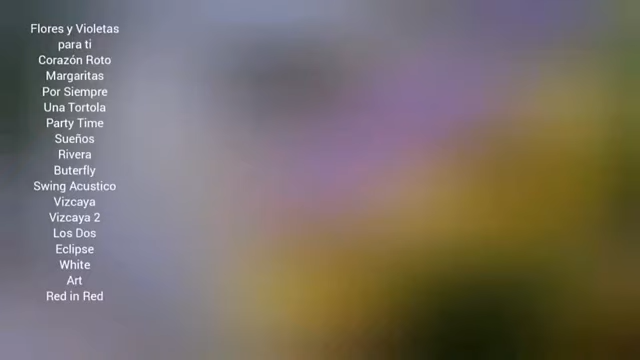 Flores y Violetas
para ti
Corazón Roto
Margaritas
Por Siempre
Una Tortola
Party Time
Sueños
Rivera
Buterfly
Swing Acustico
Vizcaya
Vizcaya 2
Los Dos
Eclipse
White
Art
Red in Red